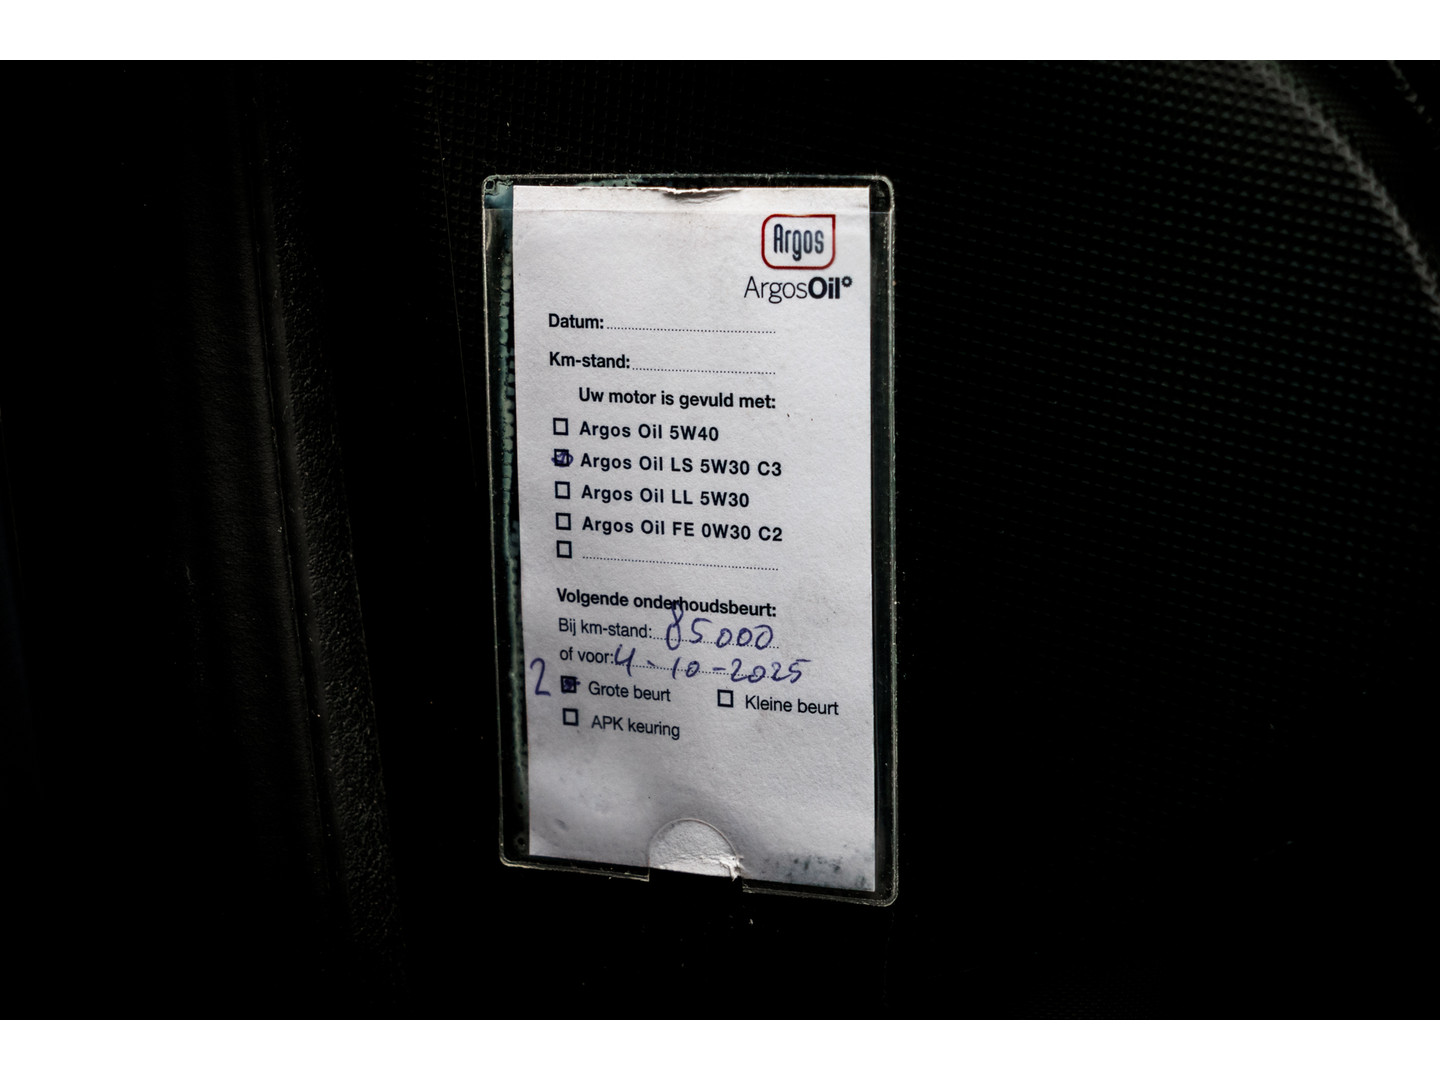 Argos
ArgosOil°
Datum:
Km-stand:
Uw motor is gevuld met:
Argos Oil 5W40
Argos Oil LS 5W30 C3
Argos Oil LL 5W30
Argos Oil FE 0W30 C2
Volgende onderhoudsbeurt:
Bij km-stand: 85000
of voor: 4-10-2025
2 Grote beurt Kleine beurt
APK keuring